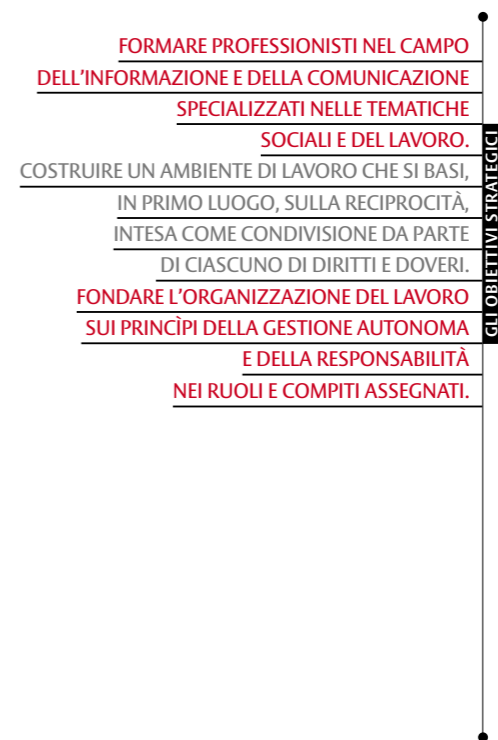 FORMARE PROFESSIONISTI NEL CAMPO
DELL’INFORMAZIONE E DELLA COMUNICAZIONE
SPECIALIZZATI NELLE TEMATICHE
SOCIALI E DEL LAVORO.
COSTRUIRE UN AMBIENTE DI LAVORO CHE SI BASI,
IN PRIMO LUOGO, SULLA RECIPROCITÀ,
INTESA COME CONDIVISIONE DA PARTE
DI CIASCUNO DI DIRITTI E DOVERI.
FONDARE L’ORGANIZZAZIONE DEL LAVORO
SUI PRINCÌPI DELLA GESTIONE AUTONOMA
E DELLA RESPONSABILITÀ
NEI RUOLI E COMPITI ASSEGNATI.
GLI OBIETTIVI STRATEGICI